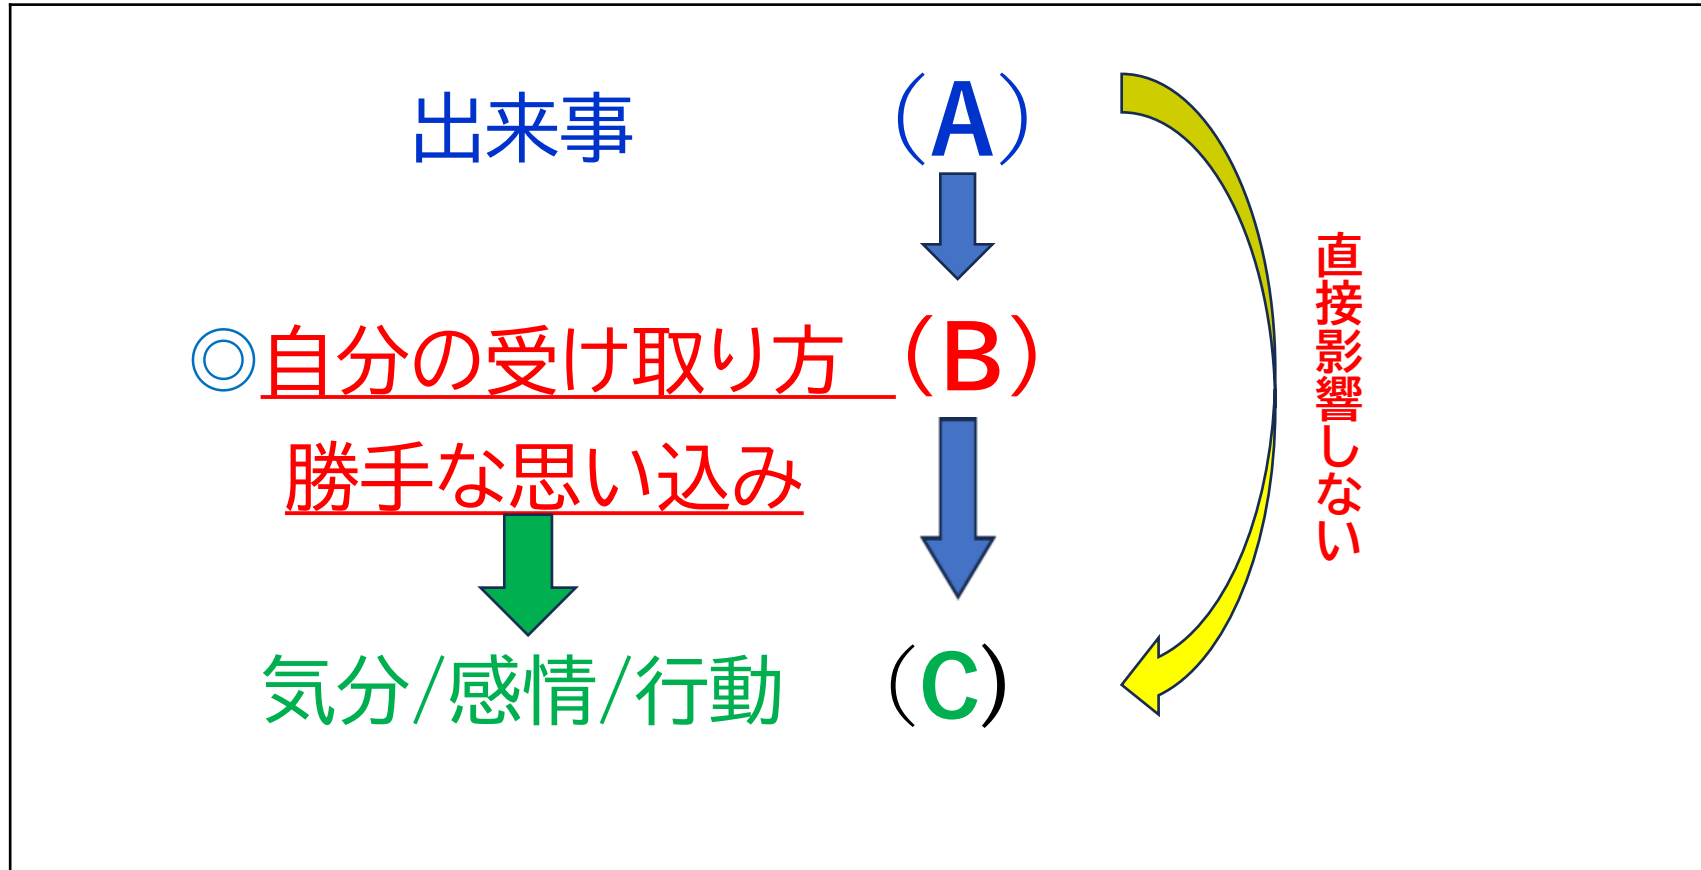 出来事 （A）
◎自分の受け取り方 （B）
勝手な思い込み
気分/感情/行動 （C）
直接影響しない